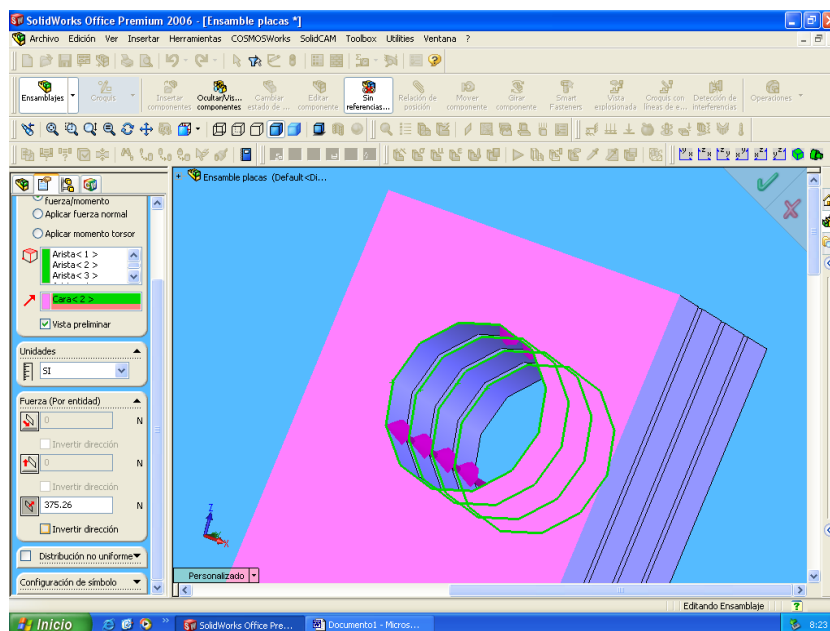 SolidWorks Office Premium 2006 - [Ensamble placas *]
Archivo Edición Ver Insertar Herramientas COSMOSWorks SolidCAM Toolbox Utilities Ventana ?
Ensamblajes
Croquis
Insertar componentes
Ocultar/Vis... componentes
Cambiar estado de ...
Editar componente
Sin referencias...
Relación de posición
Mover componente
Girar componente
Smart Fasteners
Vista explosionada
Croquis con líneas de e...
Detección de Interferencias
Operaciones
Ensamble placas (Default<Di...
fuerza/momento
Aplicar fuerza normal
Aplicar momento torsor
Arista< 1 >
Arista< 2 >
Arista< 3 >
Cara< 2 >
Vista preliminar
Unidades
SI
Fuerza (Por entidad)
0 N
Invertir dirección
0 N
Invertir dirección
375.26 N
Invertir dirección
Distribución no uniforme
Configuración de símbolo
Z
X
Personalizado
Editando Ensamblaje
?
Inicio
SolidWorks Office Pre...
Documento1 - Micros...
8:23